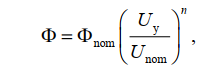 Φ = Φ_nom (U_y / U_nom)^n ,